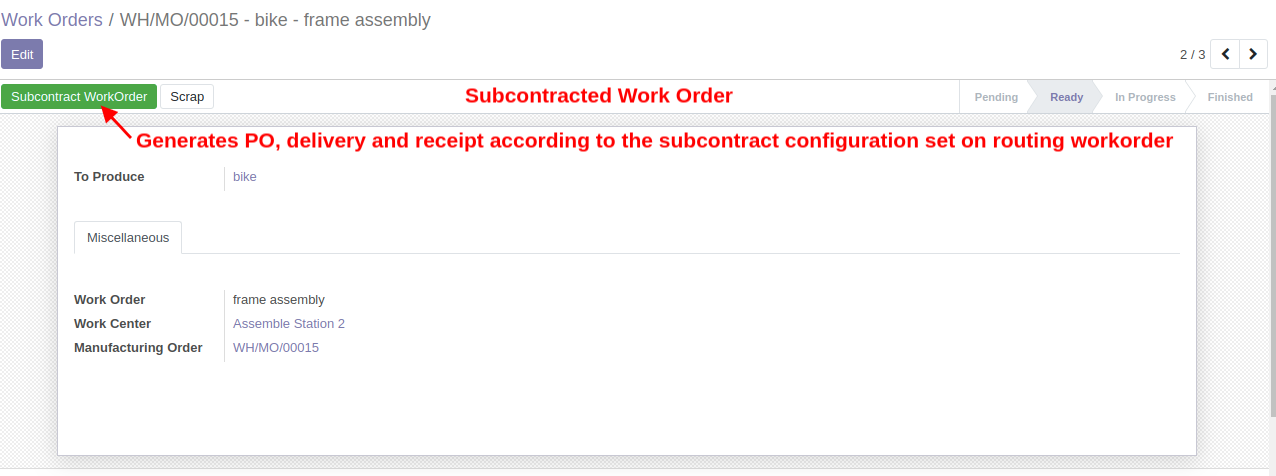 Work Orders / WH/MO/00015 - bike - frame assembly
Edit
2 / 3
Subcontract WorkOrder Scrap Subcontracted Work Order Pending Ready In Progress Finished
Generates PO, delivery and receipt according to the subcontract configuration set on routing workorder
To Produce bike
Miscellaneous
Work Order frame assembly
Work Center Assemble Station 2
Manufacturing Order WH/MO/00015